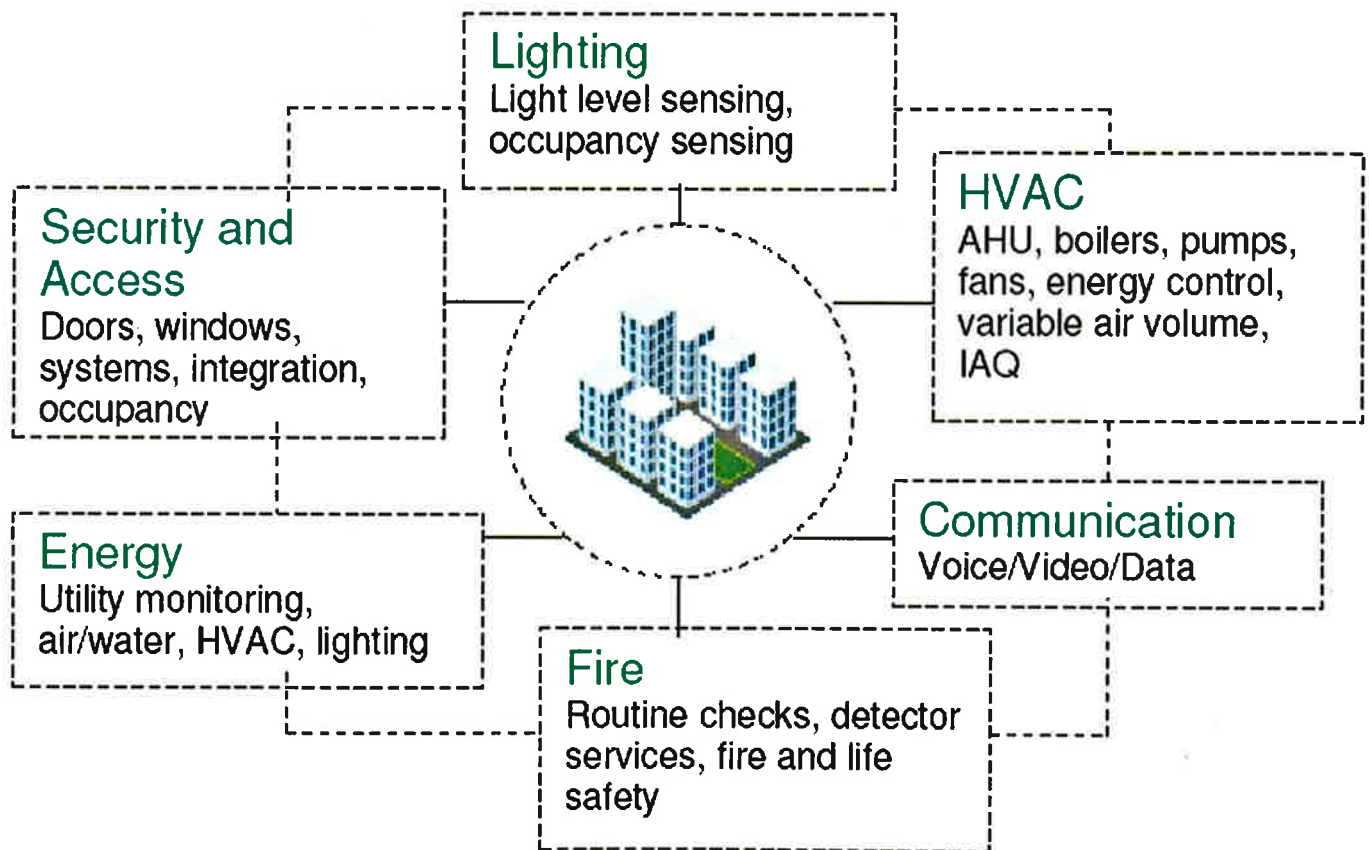 Lighting
Light level sensing,
occupancy sensing
Security and
Access
Doors, windows,
systems, integration,
occupancy
HVAC
AHU, boilers, pumps,
fans, energy control,
variable air volume,
IAQ
Energy
Utility monitoring,
air/water, HVAC, lighting
Communication
Voice/Video/Data
Fire
Routine checks, detector
services, fire and life
safety